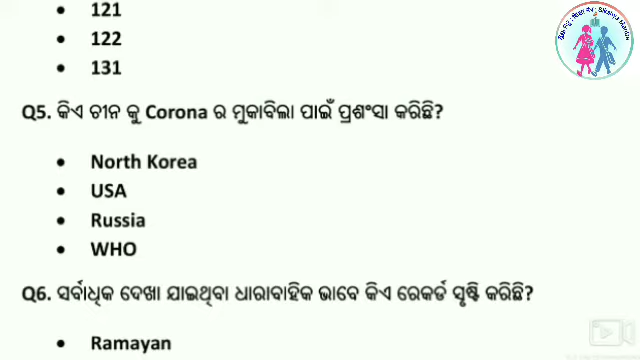 • 121
• 122
• 131
Q5. କିଏ ଚୀନ କୁ Corona ର ମୁକାବିଲା ପାଇଁ ପ୍ରଶଂସା କରିଛି?
• North Korea
• USA
• Russia
• WHO
Q6. ସର୍ବାଧିକ ଦେଖା ଯାଇଥିବା ଧାରାବାହିକ ଭାବେ କିଏ ରେକର୍ଡ ସୃଷ୍ଟି କରିଛି?
• Ramayan